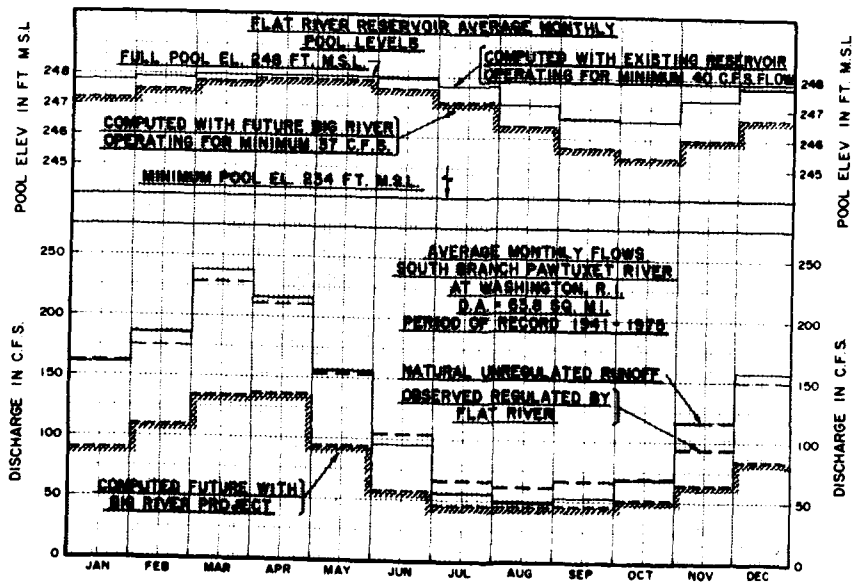 FLAT RIVER RESERVOIR AVERAGE MONTHLY
POOL LEVELS
FULL POOL EL. 248 FT. M.S.L.
COMPUTED WITH EXISTING RESERVOIR
OPERATING FOR MINIMUM 40 C.F.S. FLOW
COMPUTED WITH FUTURE BIG RIVER
OPERATING FOR MINIMUM 37 C.F.S.
MINIMUM POOL EL. 234 FT. M.S.L.
POOL ELEV IN FT M.S.L
248
247
246
245
POOL ELEV IN FT. M.S.L
248
247
246
245
AVERAGE MONTHLY FLOWS
SOUTH BRANCH PAWTUXET RIVER
AT WASHINGTON, R.I.
D.A. = 63.8 SQ. MI.
PERIOD OF RECORD 1941-1975
NATURAL UNREGULATED RUNOFF
OBSERVED REGULATED BY
FLAT RIVER
COMPUTED FUTURE WITH
BIG RIVER PROJECT
DISCHARGE IN C.F.S.
250
200
150
100
50
0
DISCHARGE IN C.F.S.
250
200
150
100
50
0
JAN FEB MAR APR MAY JUN JUL AUG SEP OCT NOV DEC